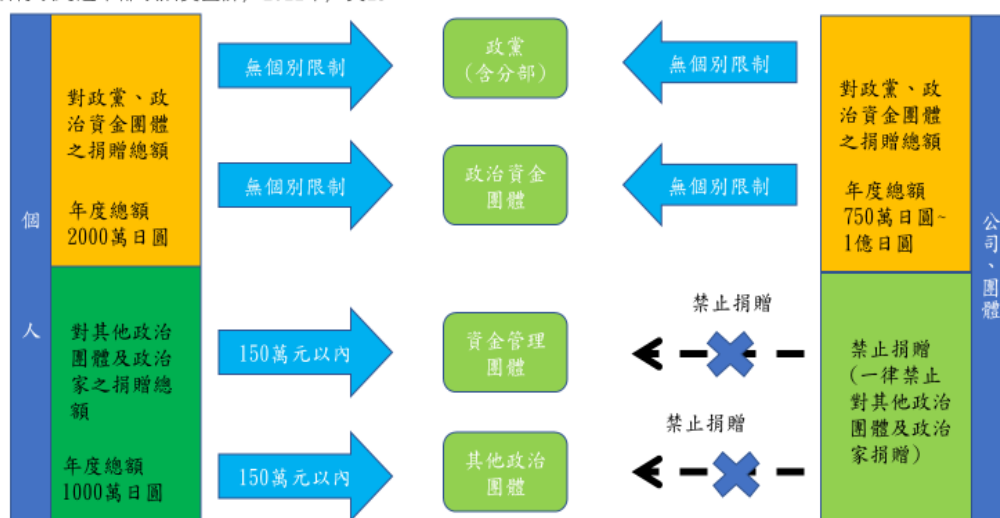 個
人
對政黨、政
治資金團體
之捐贈總額
年度總額
2000萬日圓
對其他政治
團體及政治
家之捐贈總
額
年度總額
1000萬日圓
無個別限制
無個別限制
150萬元以內
150萬元以內
政黨
(含分部)
政治資金
團體
資金管理
團體
其他政治
團體
無個別限制
無個別限制
禁止捐贈
禁止捐贈
對政黨、政
治資金團體
之捐贈總額
年度總額
750萬日圓~
1億日圓
禁止捐贈
(一律禁止
對其他政治
團體及政治
家捐贈)
公司、團體